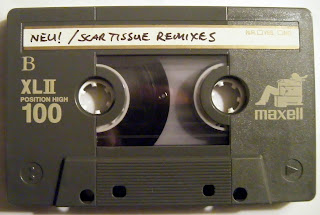 NEU! / SCAR TISSUE REMIXES
B
XLII
POSITION HIGH
100
maxell